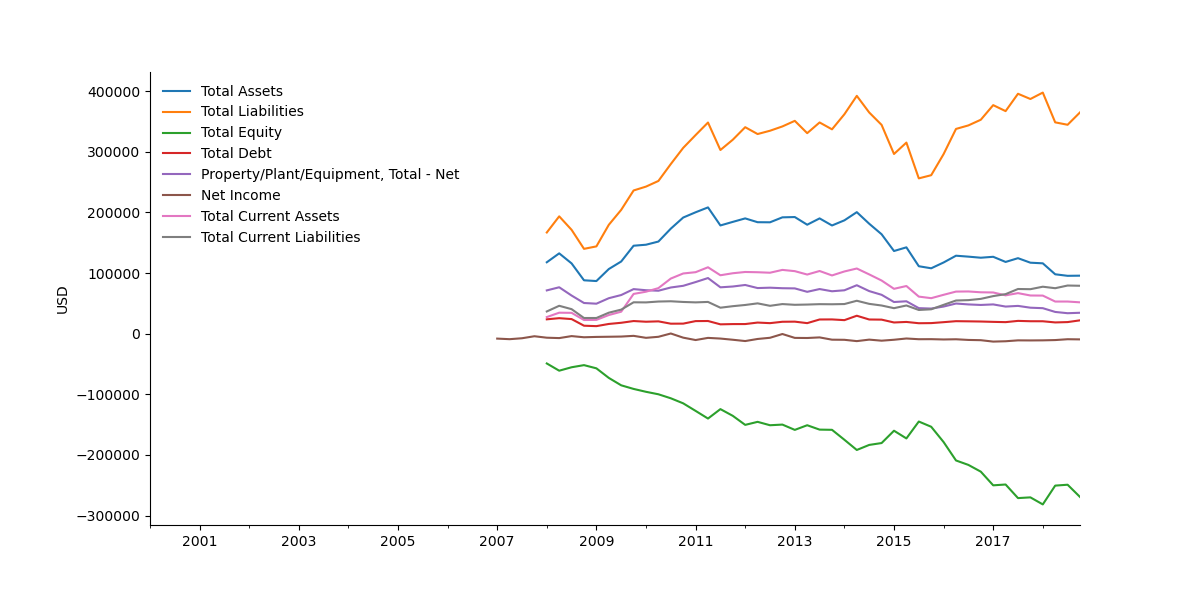 400000
300000
200000
100000
0
−100000
−200000
−300000
USD
Total Assets
Total Liabilities
Total Equity
Total Debt
Property/Plant/Equipment, Total - Net
Net Income
Total Current Assets
Total Current Liabilities
2001 2003 2005 2007 2009 2011 2013 2015 2017